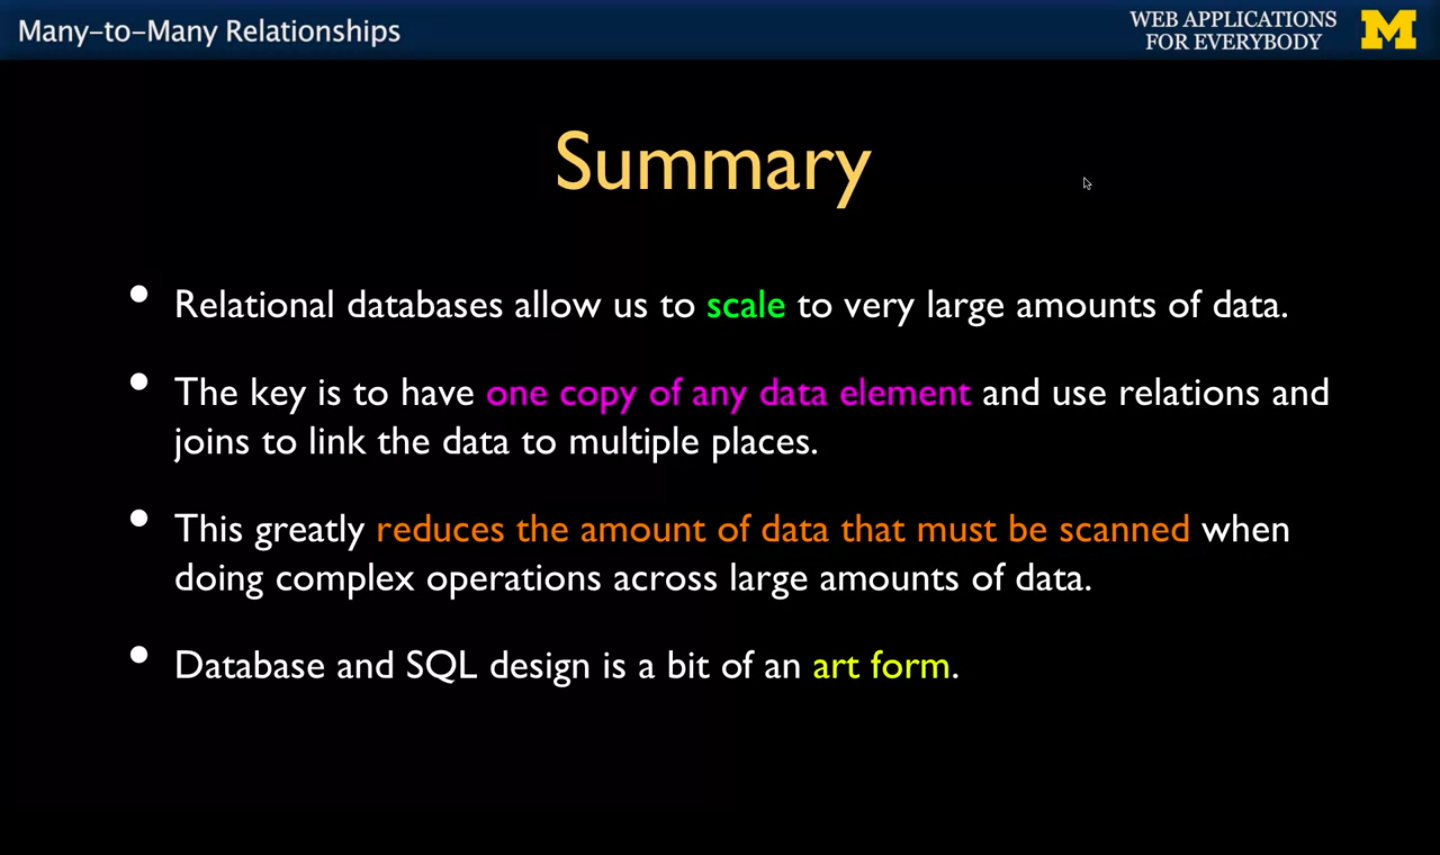 Many-to-Many Relationships
WEB APPLICATIONS
FOR EVERYBODY
M
Summary
• Relational databases allow us to scale to very large amounts of data.
• The key is to have one copy of any data element and use relations and
joins to link the data to multiple places.
• This greatly reduces the amount of data that must be scanned when
doing complex operations across large amounts of data.
• Database and SQL design is a bit of an art form.